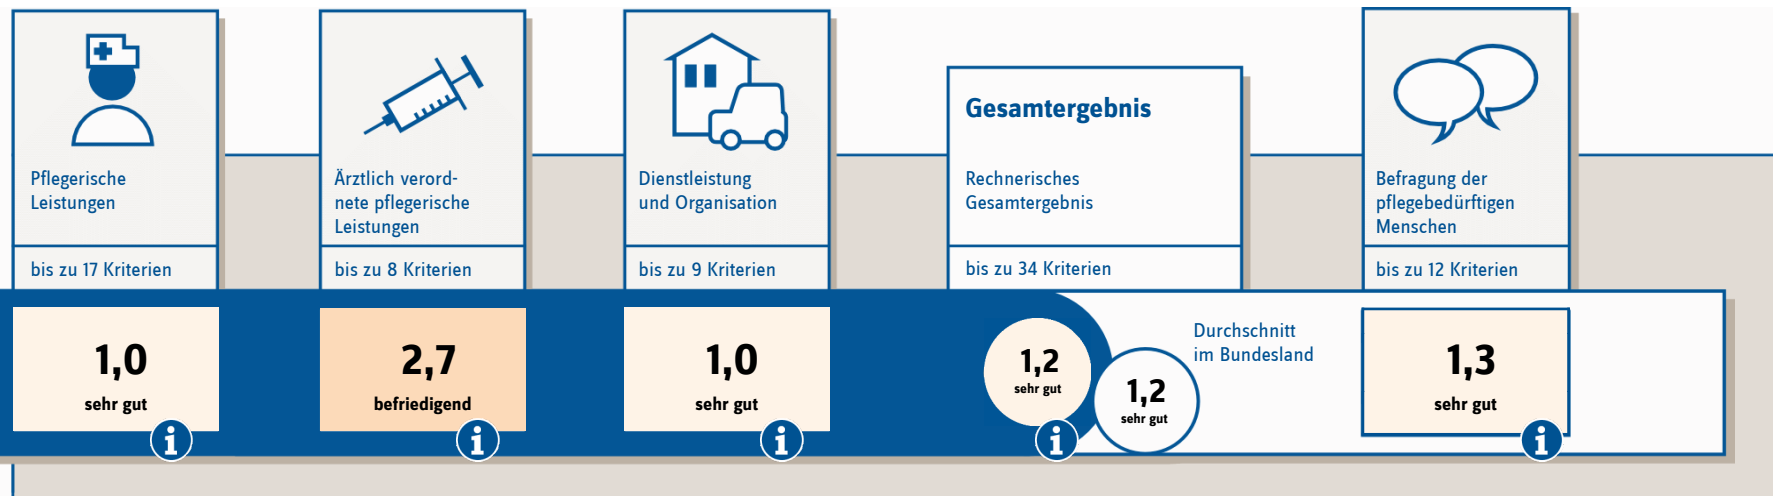 Pflegerische
Leistungen
bis zu 17 Kriterien
1,0
sehr gut
i
Ärztlich verord-
nete pflegerische
Leistungen
bis zu 8 Kriterien
2,7
befriedigend
i
Dienstleistung
und Organisation
bis zu 9 Kriterien
1,0
sehr gut
i
Gesamtergebnis
Rechnerisches
Gesamtergebnis
bis zu 34 Kriterien
1,2
sehr gut
i
Durchschnitt
im Bundesland
1,2
sehr gut
Befragung der
pflegebedürftigen
Menschen
bis zu 12 Kriterien
1,3
sehr gut
i